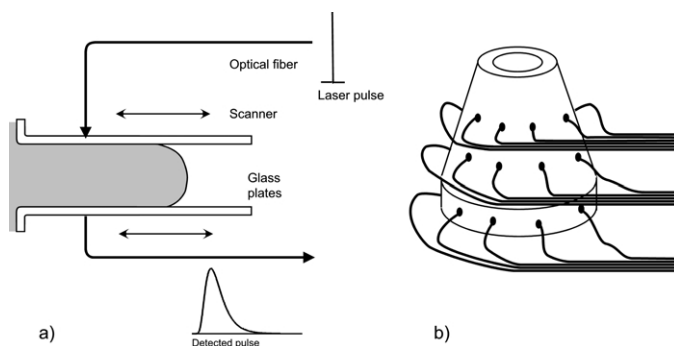 Optical fiber
Laser pulse
Scanner
Glass
plates
a)
Detected pulse
b)